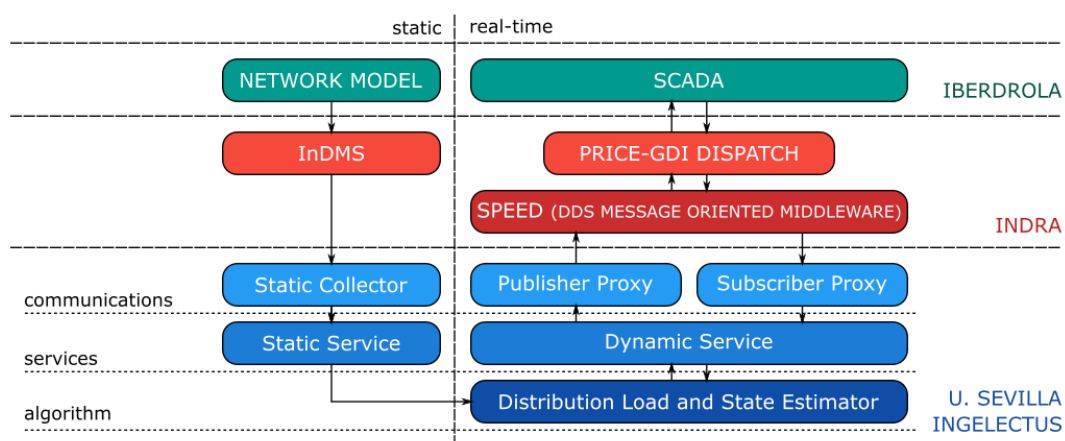 static
real-time
NETWORK MODEL
SCADA
IBERDROLA
InDMS
PRICE-GDI DISPATCH
SPEED (DDS MESSAGE ORIENTED MIDDLEWARE)
INDRA
Static Collector
Publisher Proxy
Subscriber Proxy
communications
Static Service
Dynamic Service
services
Distribution Load and State Estimator
algorithm
U. SEVILLA
INGELECTUS